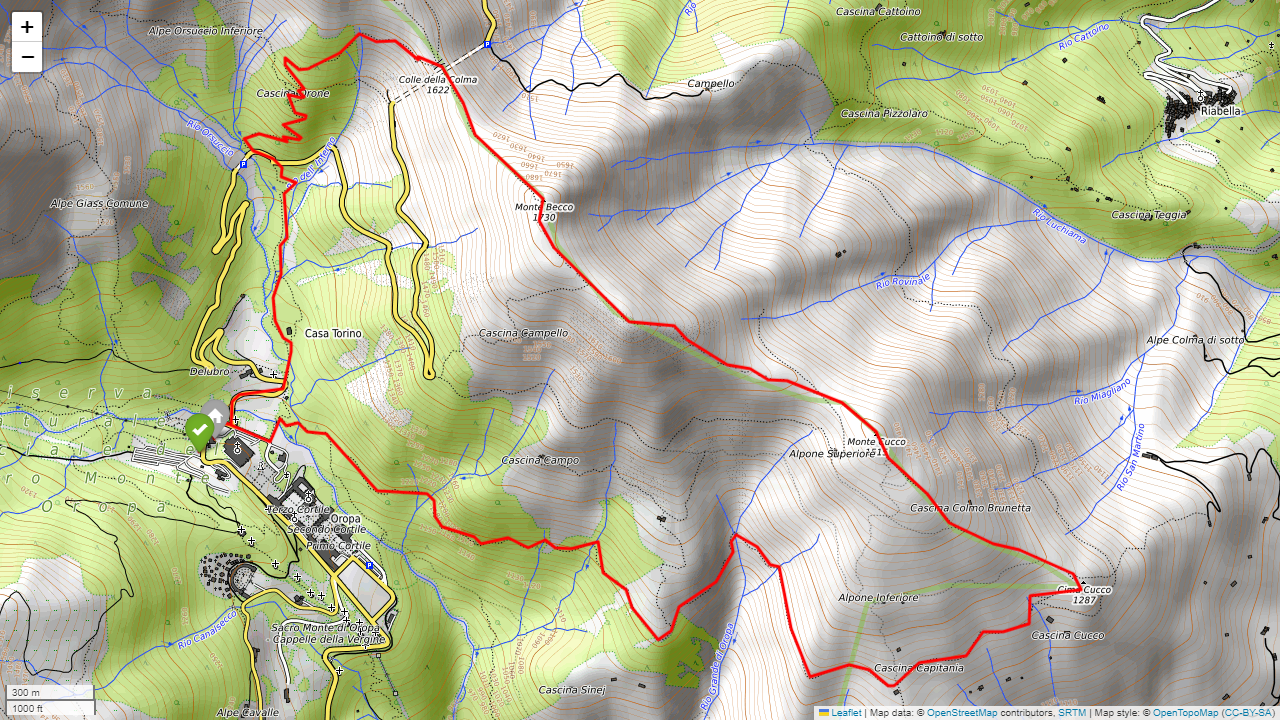 +
−
Alpe Orsuccio Inferiore
Cascina Cattoino
Cattoino di sotto
Rio Cattoino
Colle della Colma
1622
Campello
Cascina Pizzolaro
Riabella
Rio Orsuccio
Alpe Giass Comune
Monte Becco
1730
Cascina Teggia
Rio Luchiama
Rio Rovinale
Casa Torino
Cascina Campello
Alpe Colma di sotto
Delubro
Rio Miagliano
Monte Cucco
Alpone Superiore
Cascina Campo
Rio San Martino
Cascina Colmo Brunetta
Terzo Cortile
Oropa
Secondo Cortile
Primo Cortile
Cima Cucco
1287
Alpone Inferiore
Rio Canalsecco
Sacro Monte di Oropa
Cappelle della Vergine
Cascina Cucco
Rio Grande di Oropa
Cascina Capitania
Cascina Sinej
Alpe Cavalle
300 m
1000 ft
Leaflet | Map data: © OpenStreetMap contributors, SRTM | Map style: © OpenTopoMap (CC-BY-SA)